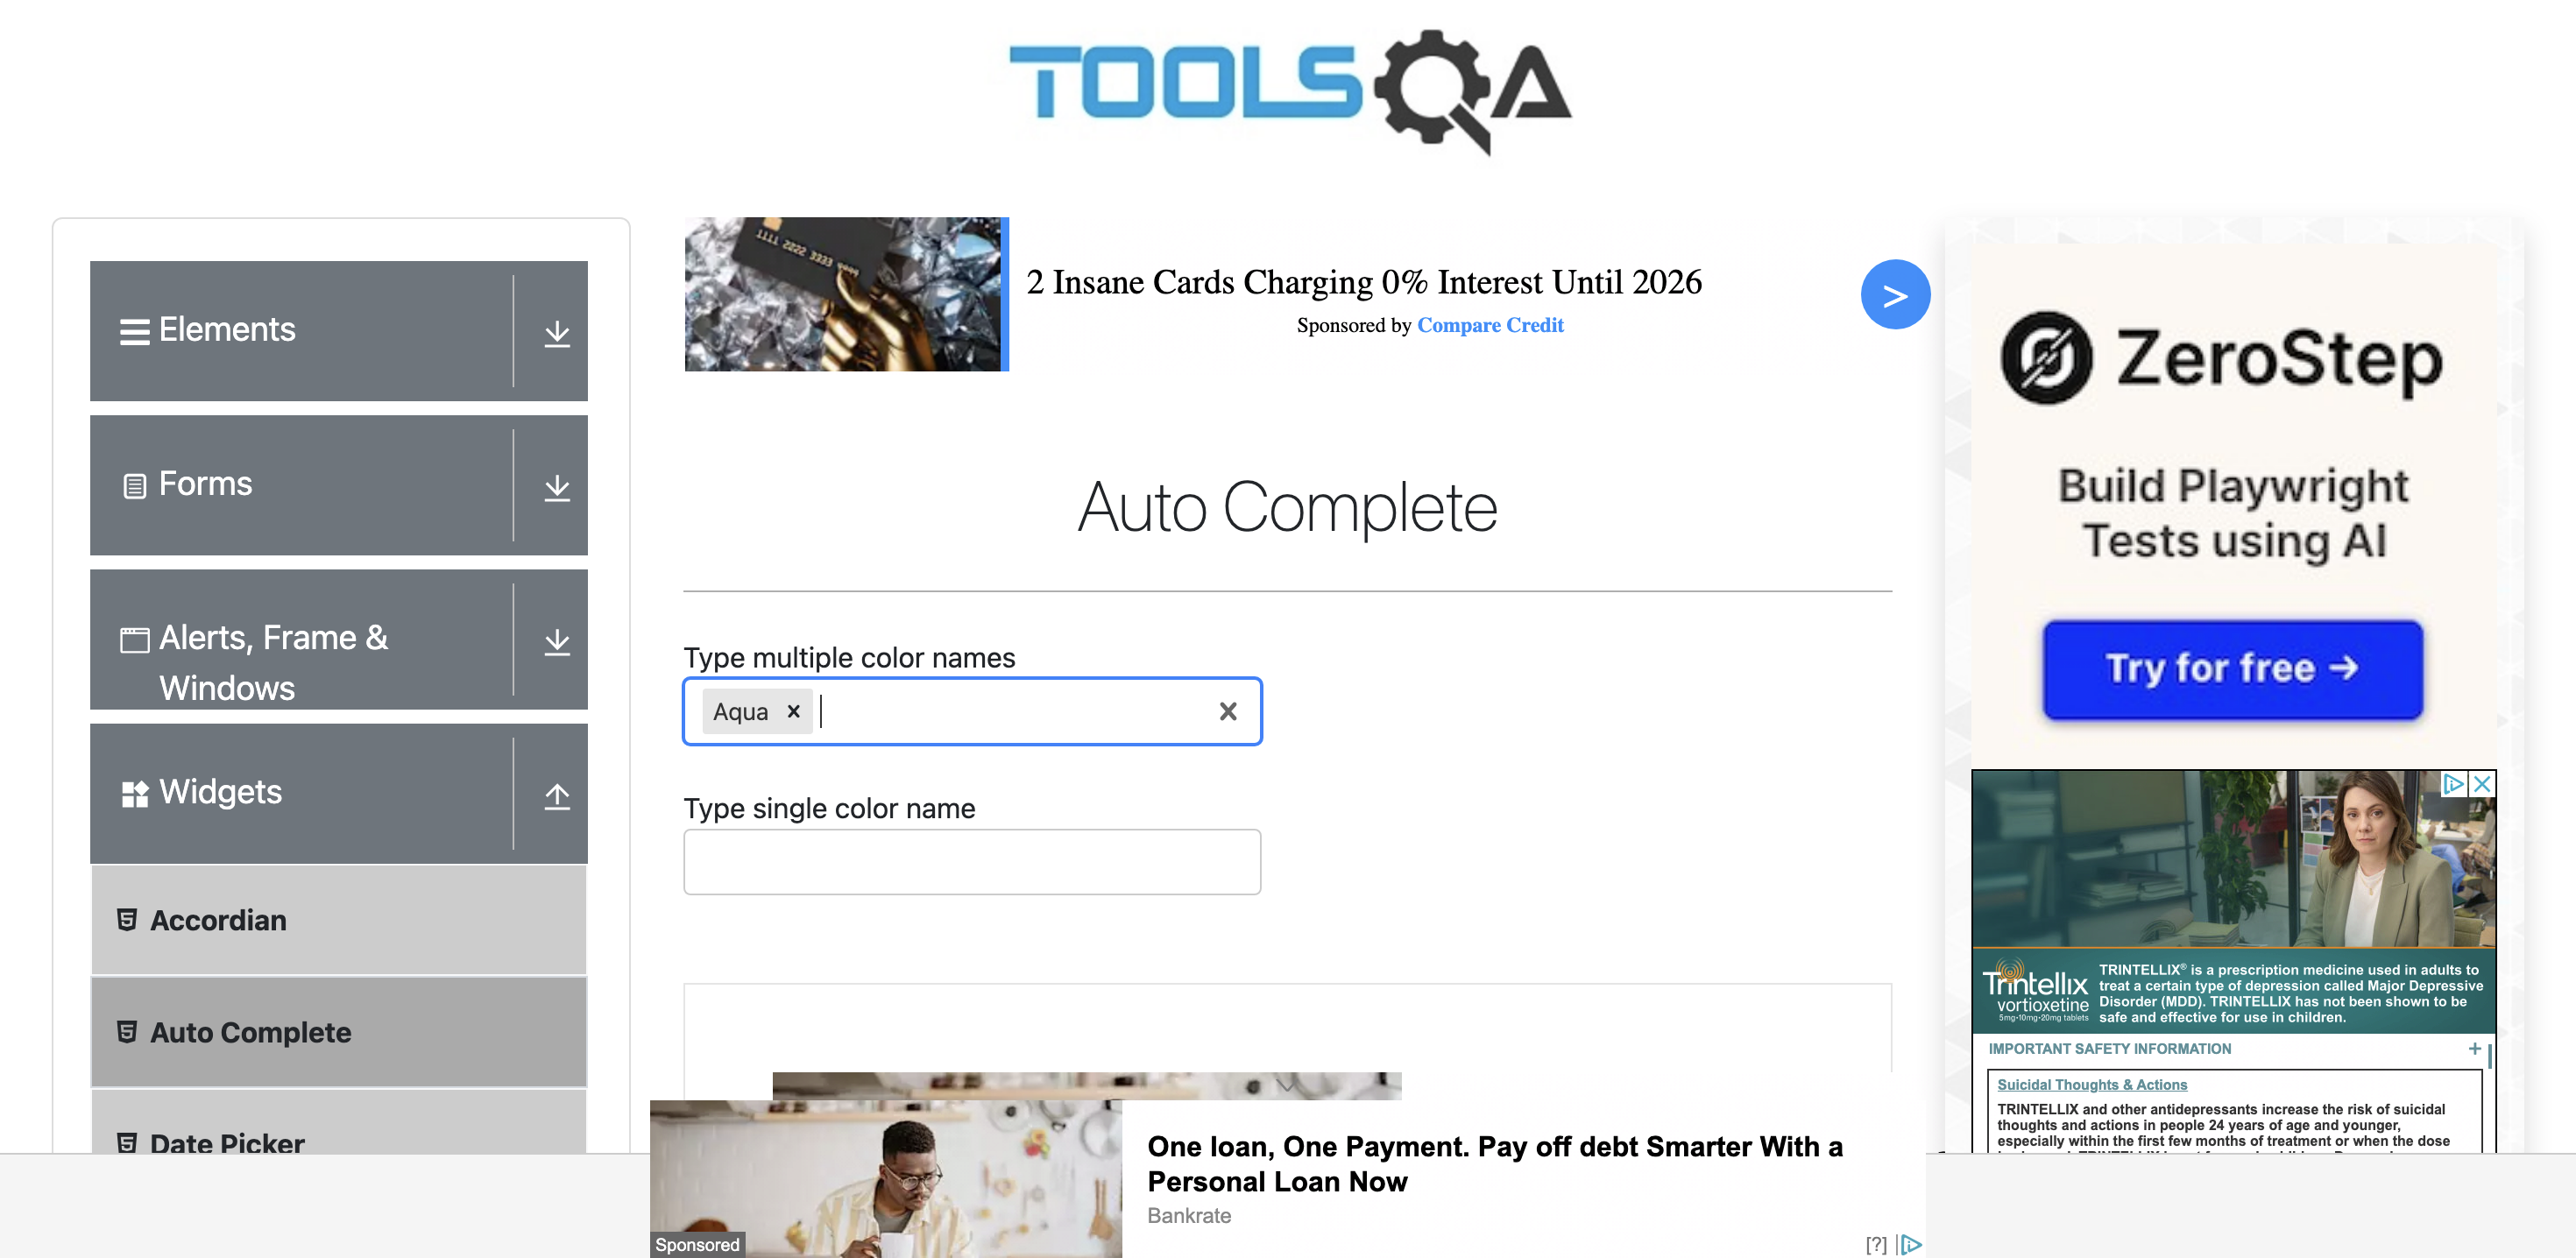 TOOLSQA
Elements
Forms
Alerts, Frame &
Windows
Widgets
Accordian
Auto Complete
Date Picker
1111 2222 3333
2 Insane Cards Charging 0% Interest Until 2026
Sponsored by Compare Credit
>
Auto Complete
Type multiple color names
Aqua
Type single color name
One loan, One Payment. Pay off debt Smarter With a
Personal Loan Now
Bankrate
Sponsored
[?]
ZeroStep
Build Playwright
Tests using AI
Try for free →
Trintellix
vortioxetine
5mg•10mg•20mg tablets
TRINTELLIX® is a prescription medicine used in adults to
treat a certain type of depression called Major Depressive
Disorder (MDD). TRINTELLIX has not been shown to be
safe and effective for use in children.
IMPORTANT SAFETY INFORMATION +
Suicidal Thoughts & Actions
TRINTELLIX and other antidepressants increase the risk of suicidal
thoughts and actions in people 24 years of age and younger,
especially within the first few months of treatment or when the dose